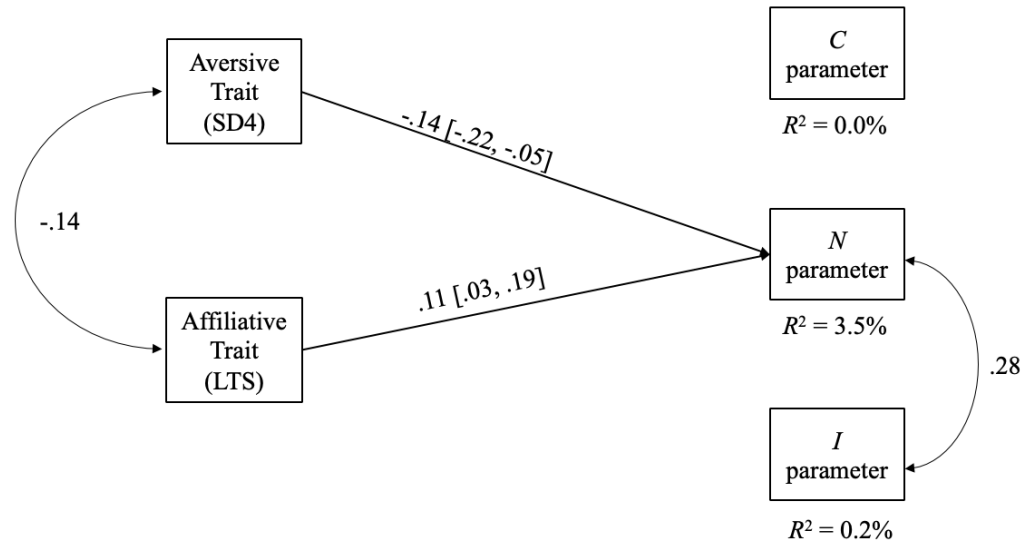 Aversive
Trait
(SD4)
Affiliative
Trait
(LTS)
-.14
-.14 [-.22, -.05]
.11 [.03, .19]
C
parameter
R² = 0.0%
N
parameter
R² = 3.5%
I
parameter
R² = 0.2%
.28